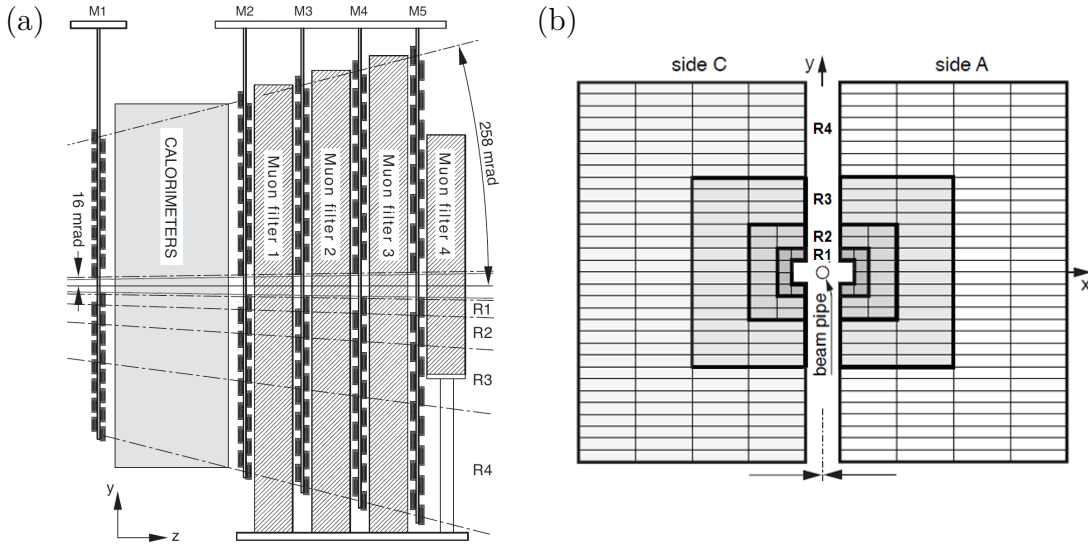 (a)
M1
M2
M3
M4
M5
CALORIMETERS
Muon filter 1
Muon filter 2
Muon filter 3
Muon filter 4
258 mrad
16 mrad
R1
R2
R3
R4
y
z
(b)
side C
y
side A
R4
R3
R2
R1
x
beam pipe